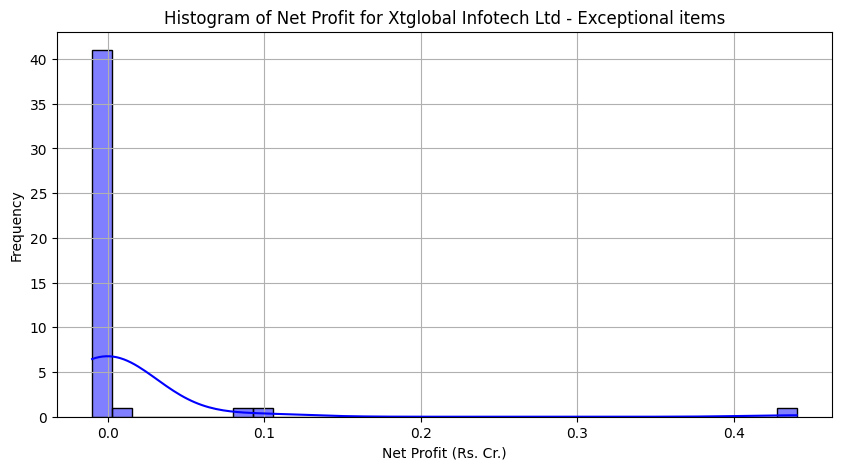 Histogram of Net Profit for Xtglobal Infotech Ltd - Exceptional items
40
35
30
25
20
15
10
5
0
Frequency
0.0 0.1 0.2 0.3 0.4
Net Profit (Rs. Cr.)